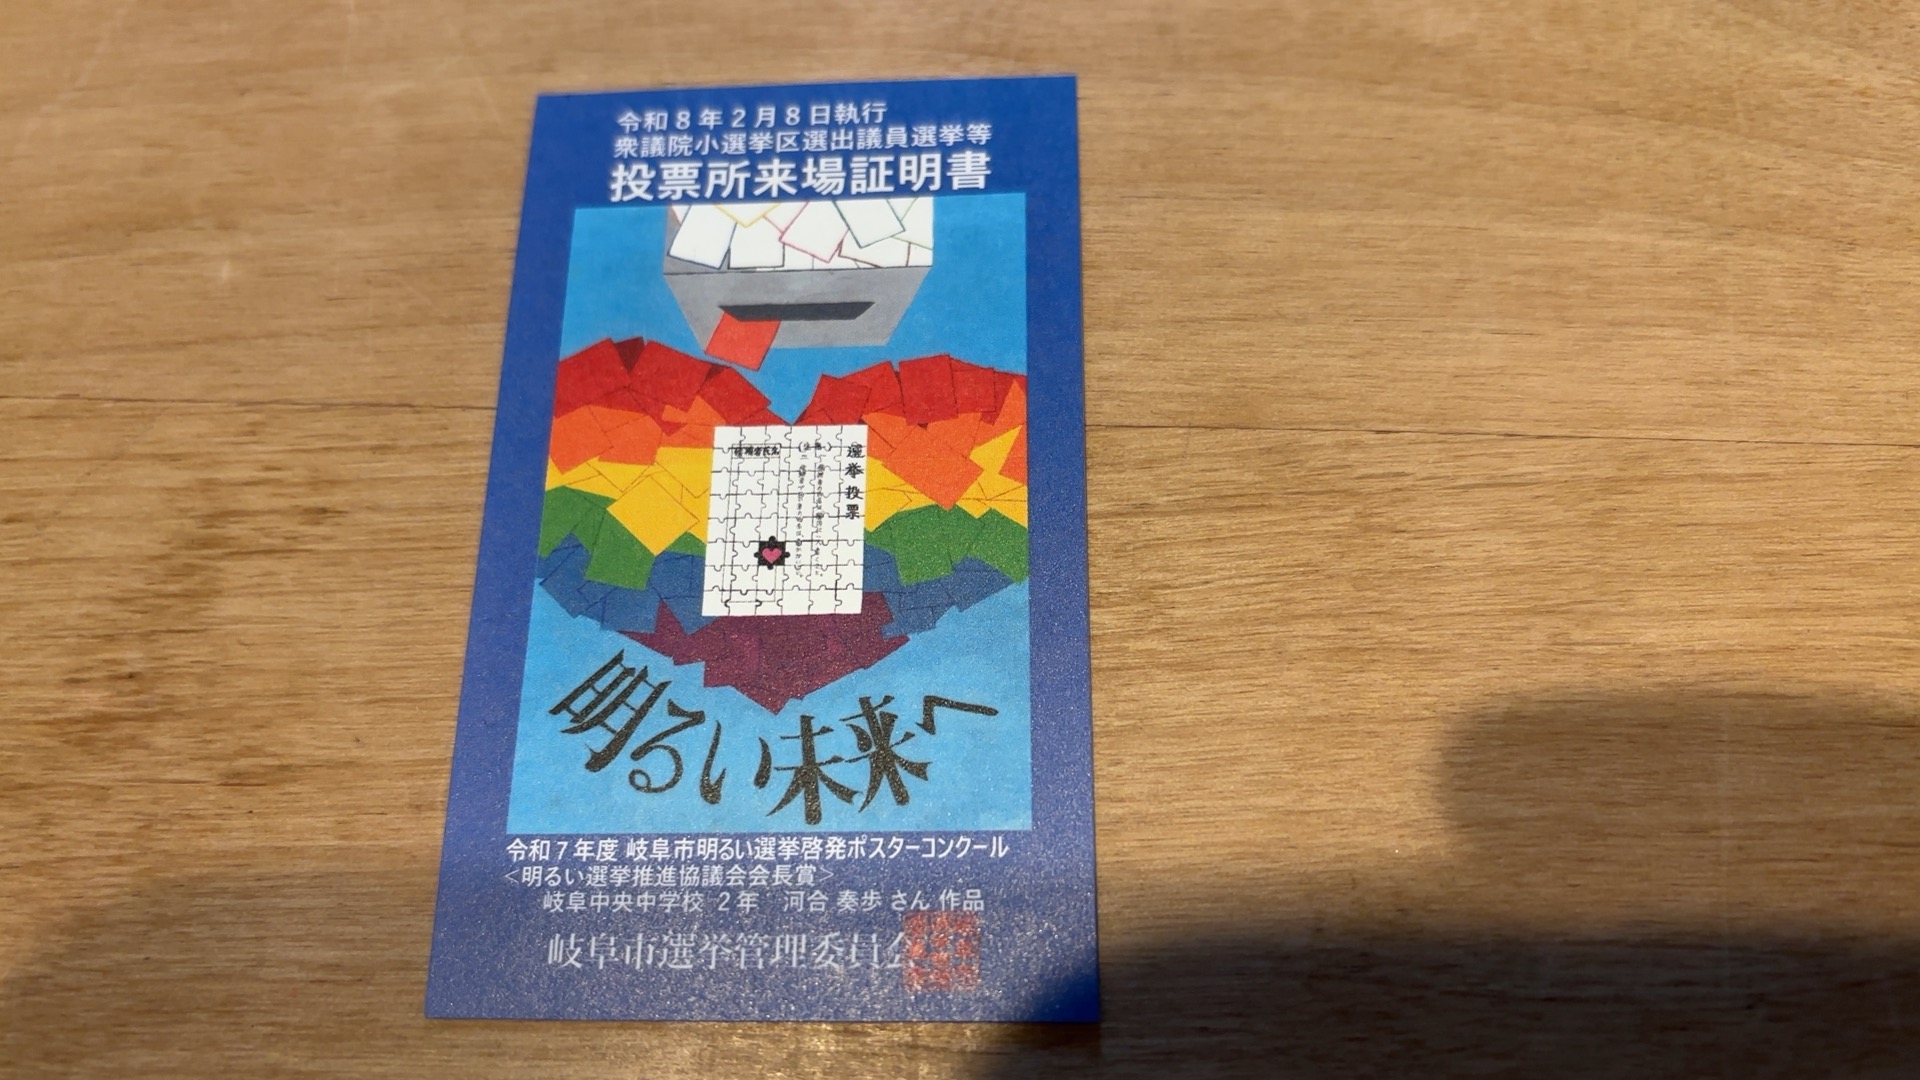 令和8年2月8日執行
衆議院小選挙区選出議員選挙等
投票所来場証明書
選挙投票
明るい未来へ
令和7年度 岐阜市明るい選挙啓発ポスターコンクール
<明るい選挙推進協議会会長賞>
岐阜中央中学校 2年 河合 奏歩 さん 作品
岐阜市選挙管理委員会